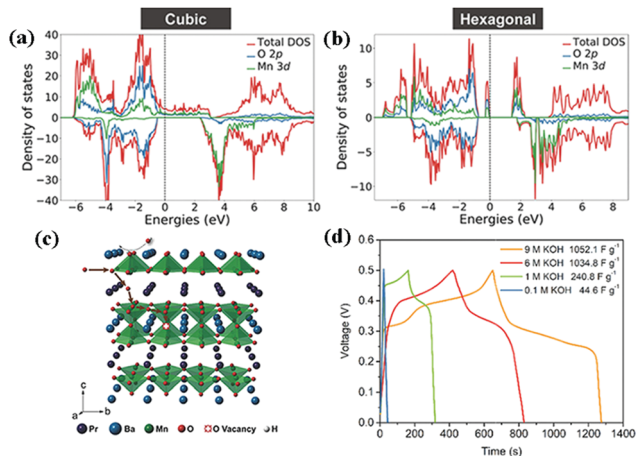 Cubic
Hexagonal
(a)
40
30
20
10
0
−10
−20
−30
−40
Density of states
Total DOS
O 2p
Mn 3d
−6 −4 −2 0 2 4 6 8 10
Energies (eV)
(b)
10
5
0
−5
−10
Density of states
Total DOS
O 2p
Mn 3d
−6 −4 −2 0 2 4 6 8
Energies (eV)
(c)
c
a b
Pr Ba Mn O O Vacancy H
(d)
0.6
0.5
0.4
0.3
0.2
0.1
0.0
Voltage (V)
9 M KOH 1052.1 F g⁻¹
6 M KOH 1034.8 F g⁻¹
1 M KOH 240.8 F g⁻¹
0.1 M KOH 44.6 F g⁻¹
0 200 400 600 800 1000 1200 1400
Time (s)